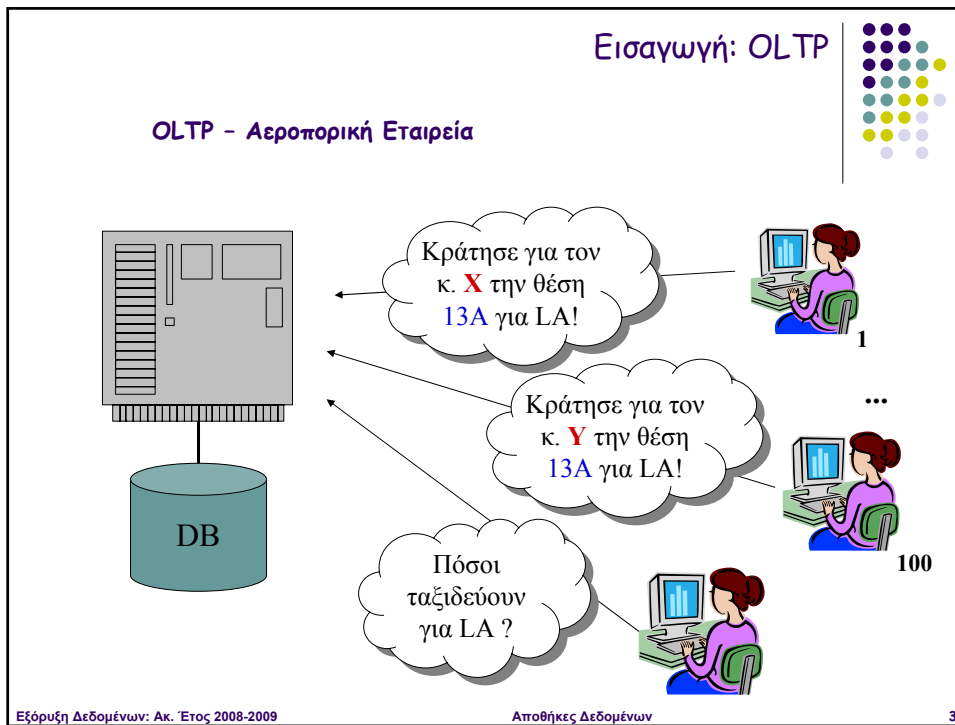 Εισαγωγή: OLTP
OLTP – Αεροπορική Εταιρεία
Κράτησε για τον
κ. X την θέση
13A για LA!
1
Κράτησε για τον
κ. Y την θέση
13A για LA!
...
100
DB
Πόσοι
ταξιδεύουν
για LA ?
Εξόρυξη Δεδομένων: Ακ. Έτος 2008-2009 Αποθήκες Δεδομένων 3